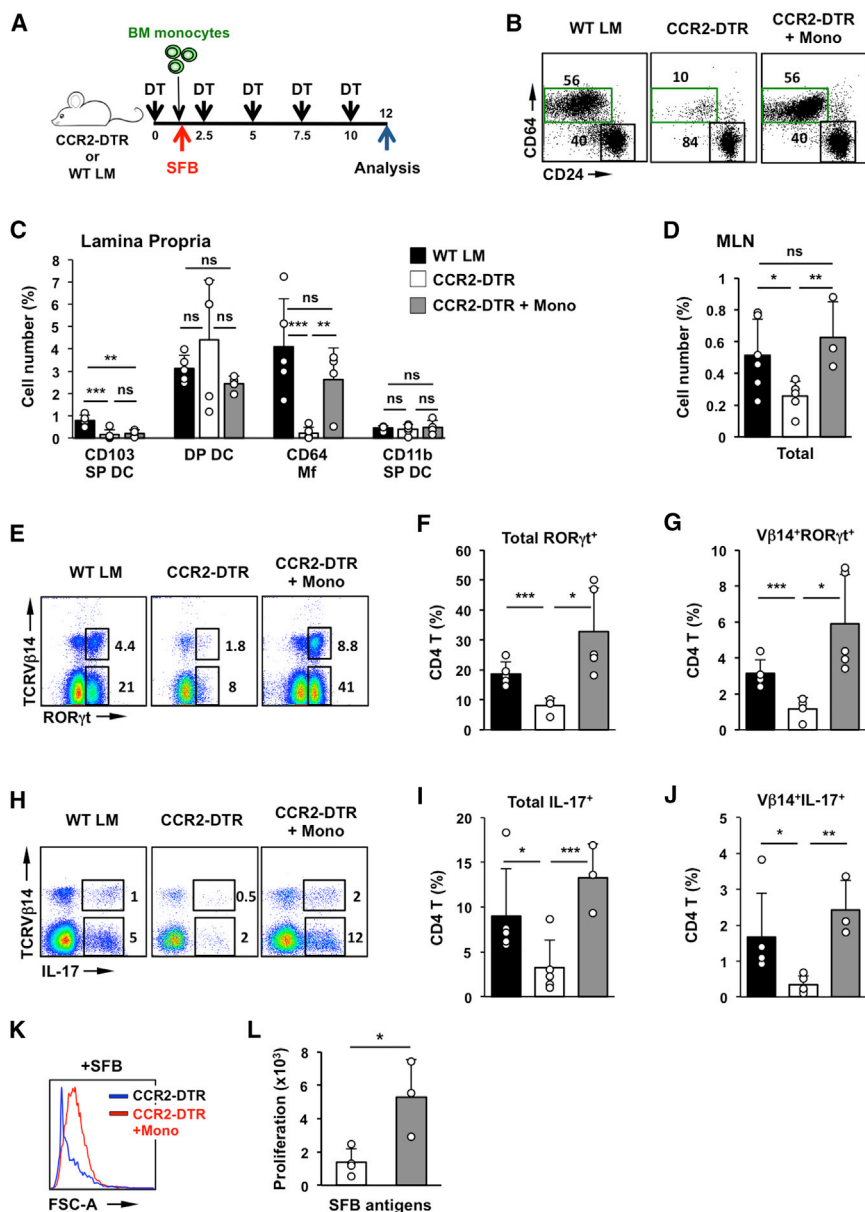 A
BM monocytes
DT DT DT DT DT
12
0 2.5 5 7.5 10
CCR2-DTR
or
WT LM
SFB
Analysis
B
WT LM CCR2-DTR CCR2-DTR
+ Mono
56 10 56
40 84 40
CD64
CD24
C
Lamina Propria
WT LM
CCR2-DTR
CCR2-DTR + Mono
Cell number (%)
8
7
6
5
4
3
2
1
0
** *** ns
ns ns ns
ns *** **
ns ns ns
CD103
SP DC
DP DC
CD64
Mf
CD11b
SP DC
D
MLN
ns
* **
Cell number (%)
1
0.8
0.6
0.4
0.2
0
Total
E
WT LM CCR2-DTR CCR2-DTR
+ Mono
4.4 1.8 8.8
21 8 41
TCRVβ14
RORγt
F
Total RORγt+
*** *
CD4 T (%)
60
50
40
30
20
10
0
G
Vβ14+RORγt+
*** *
CD4 T (%)
10
8
6
4
2
0
H
WT LM CCR2-DTR CCR2-DTR
+ Mono
1 0.5 2
5 2 12
TCRVβ14
IL-17
I
Total IL-17+
* ***
CD4 T (%)
20
15
10
5
0
J
Vβ14+IL-17+
* **
CD4 T (%)
5
4
3
2
1
0
K
+SFB
CCR2-DTR
CCR2-DTR
+Mono
FSC-A
L
*
Proliferation (x10³)
8
6
4
2
0
SFB antigens